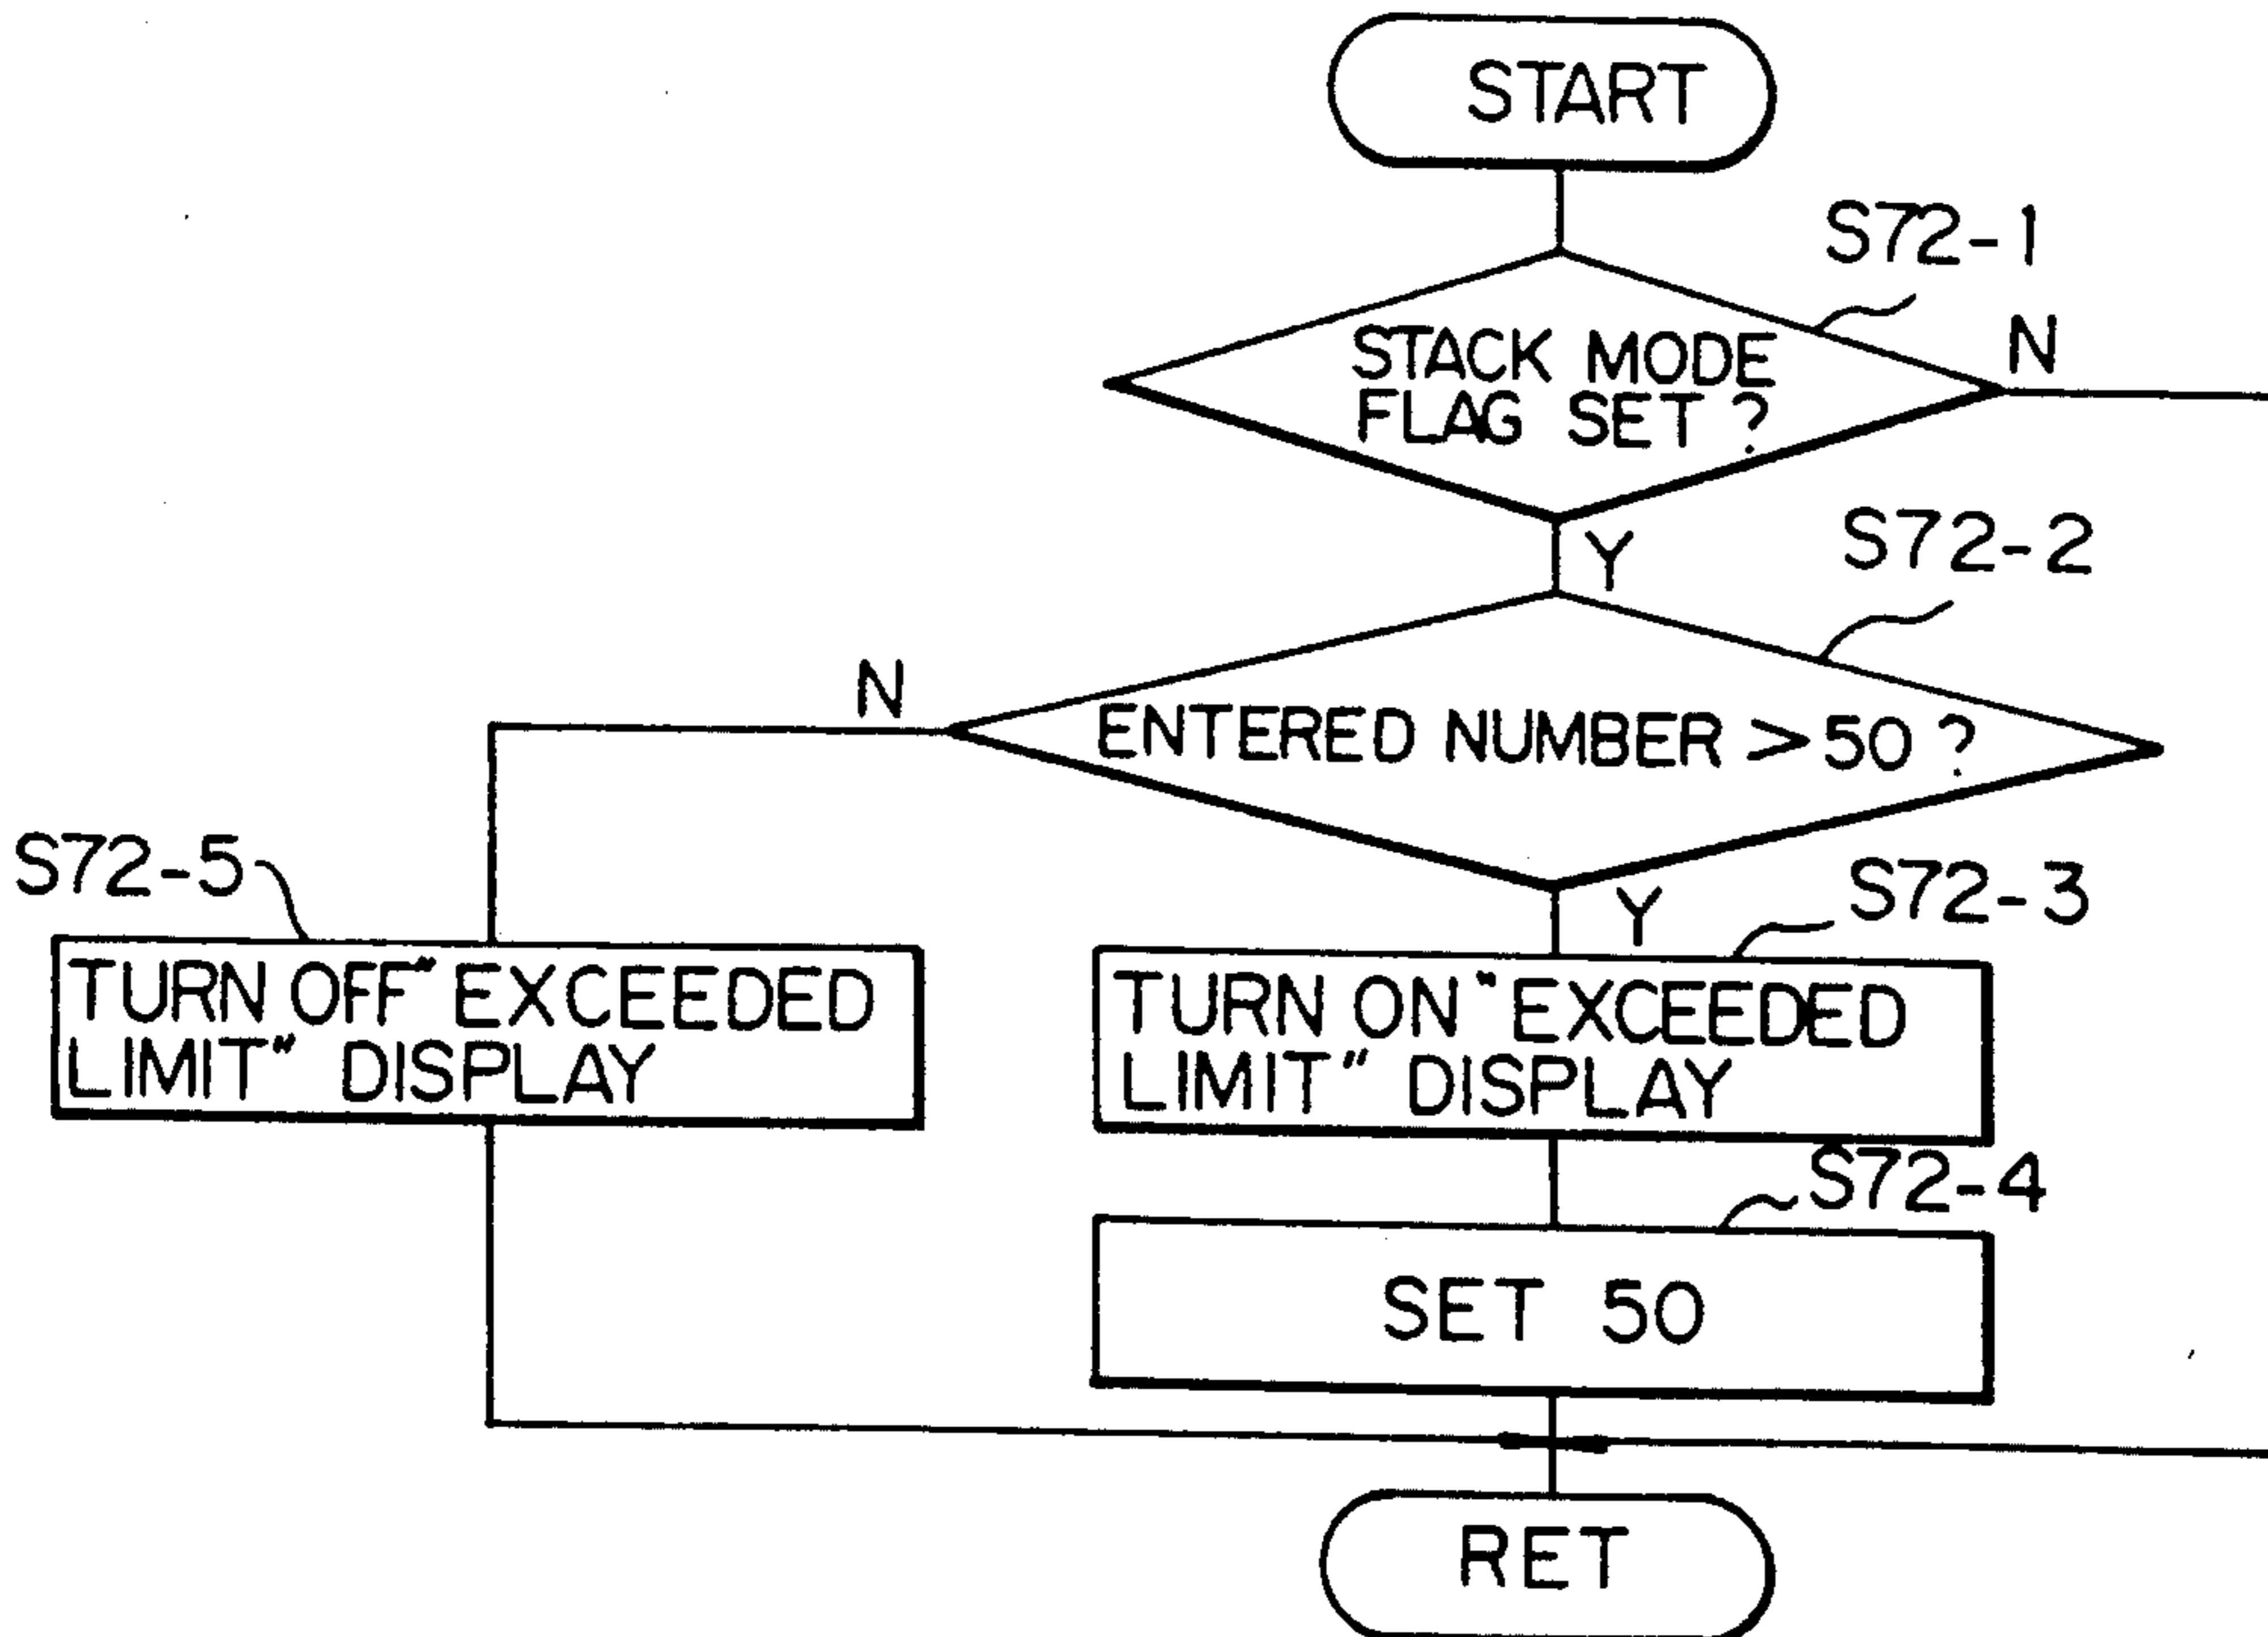 START
S72-1
STACK MODE
FLAG SET ?
N
Y
S72-2
N
ENTERED NUMBER > 50 ?
S72-5
Y
S72-3
TURN OFF" EXCEEDED
LIMIT" DISPLAY
TURN ON "EXCEEDED
LIMIT" DISPLAY
S72-4
SET 50
RET